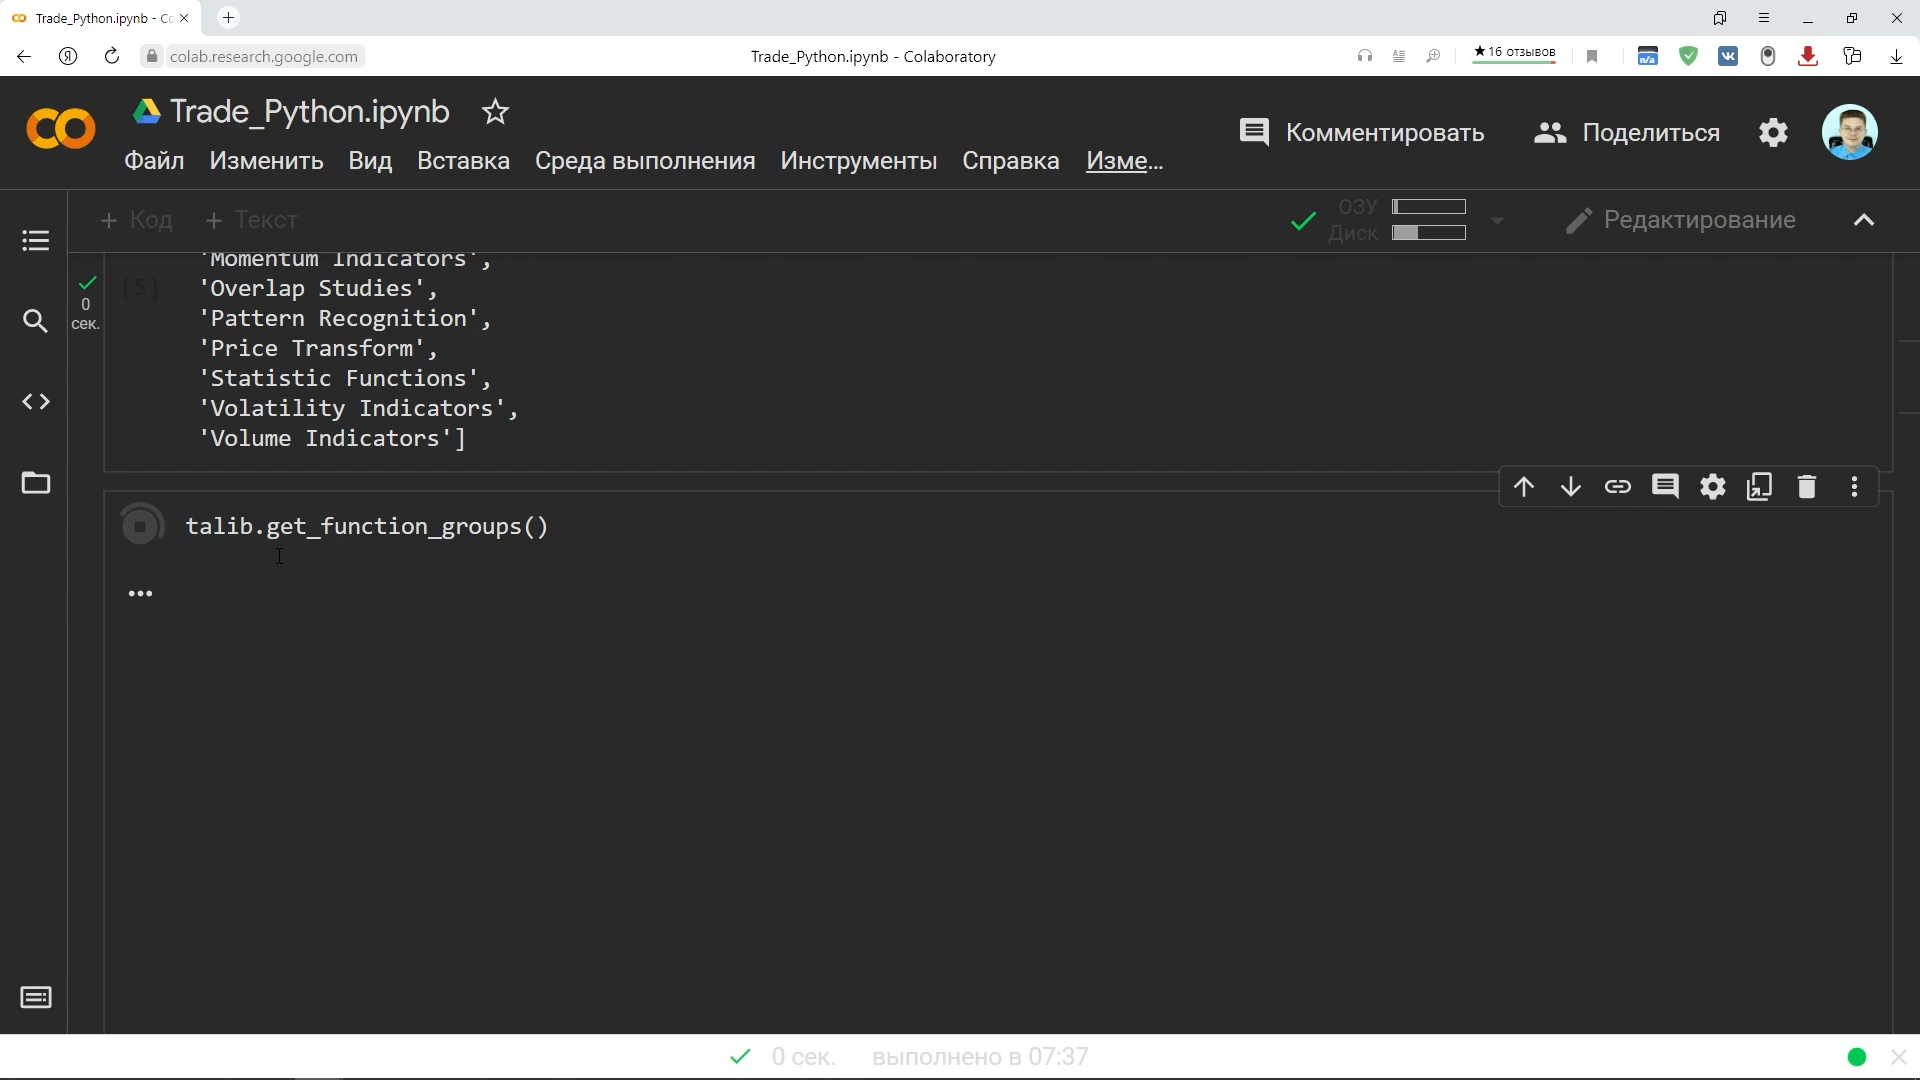 Trade_Python.ipynb - Co
colab.research.google.com
Trade_Python.ipynb - Colaboratory
★16 отзывов
n/a
Trade_Python.ipynb
Комментировать
Поделиться
Файл Изменить Вид Вставка Среда выполнения Инструменты Справка Изме...
+ Код + Текст
ОЗУ
Диск
Редактирование
'Momentum Indicators',
[5]
'Overlap Studies',
0
сек.
'Pattern Recognition',
'Price Transform',
'Statistic Functions',
'Volatility Indicators',
'Volume Indicators']
talib.get_function_groups()
0 сек. выполнено в 07:37